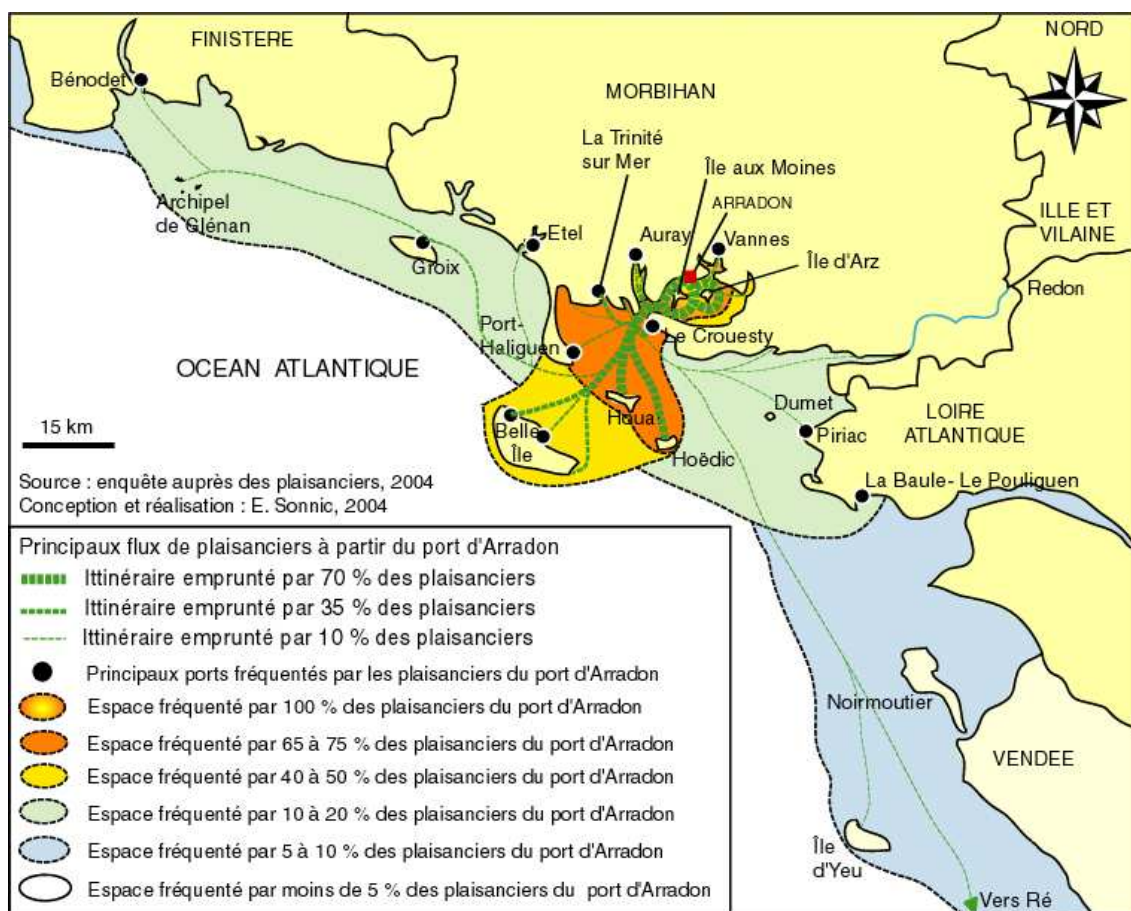 FINISTERE
NORD
Bénodet
MORBIHAN
La Trinité
sur Mer
Île aux Moines
ARRADON
Archipel
de Glénan
Etel
Auray
Vannes
ILLE ET
VILAINE
Groix
Île d'Arz
Redon
Port-
Haliguen
Le Crouesty
OCEAN ATLANTIQUE
Dumet
LOIRE
ATLANTIQUE
15 km
Belle
Île
Houat
Piriac
Hoëdic
La Baule- Le Pouliguen
Source : enquête auprès des plaisanciers, 2004
Conception et réalisation : E. Sonnic, 2004
Principaux flux de plaisanciers à partir du port d'Arradon
Ittinéraire emprunté par 70 % des plaisanciers
Ittinéraire emprunté par 35 % des plaisanciers
Ittinéraire emprunté par 10 % des plaisanciers
Principaux ports fréquentés par les plaisanciers du port d'Arradon
Espace fréquenté par 100 % des plaisanciers du port d'Arradon
Espace fréquenté par 65 à 75 % des plaisanciers du port d'Arradon
Espace fréquenté par 40 à 50 % des plaisanciers du port d'Arradon
Espace fréquenté par 10 à 20 % des plaisanciers du port d'Arradon
Espace fréquenté par 5 à 10 % des plaisanciers du port d'Arradon
Espace fréquenté par moins de 5 % des plaisanciers du port d'Arradon
Noirmoutier
VENDEE
Île
d'Yeu
Vers Ré